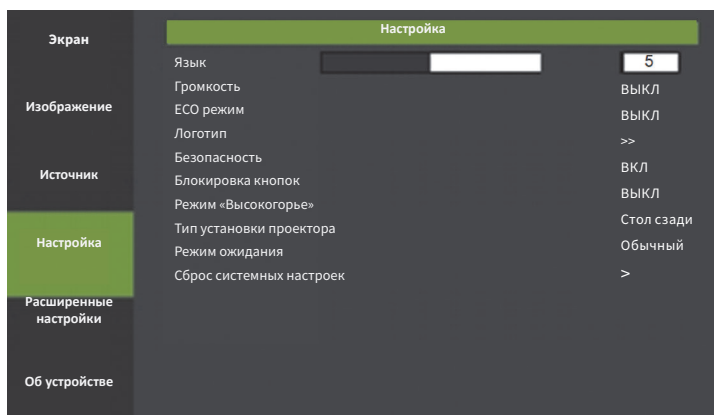 Экран
Изображение
Источник
Настройка
Расширенные
настройки
Об устройстве
Настройка
Язык
5
Громкость
ВЫКЛ
ECO режим
ВЫКЛ
Логотип
>>
Безопасность
ВКЛ
Блокировка кнопок
ВЫКЛ
Режим «Высокогорье»
Стол сзади
Тип установки проектора
Обычный
Режим ожидания
Сброс системных настроек
>